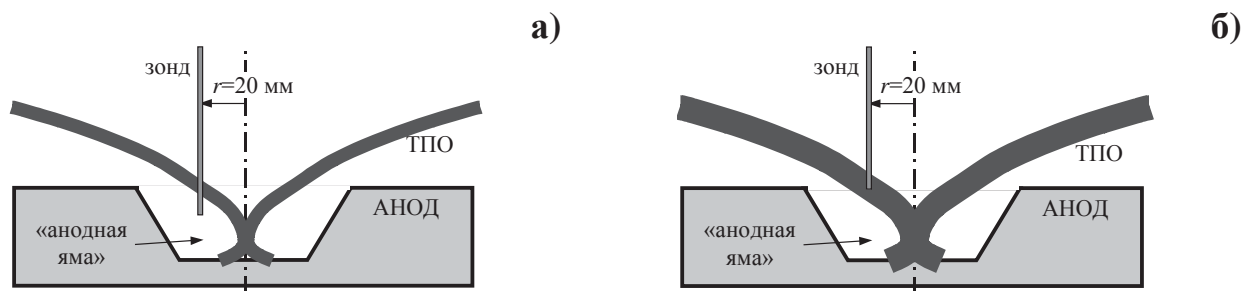 а)
зонд
r=20 мм
ТПО
АНОД
«анодная
яма»
б)
зонд
r=20 мм
ТПО
АНОД
«анодная
яма»